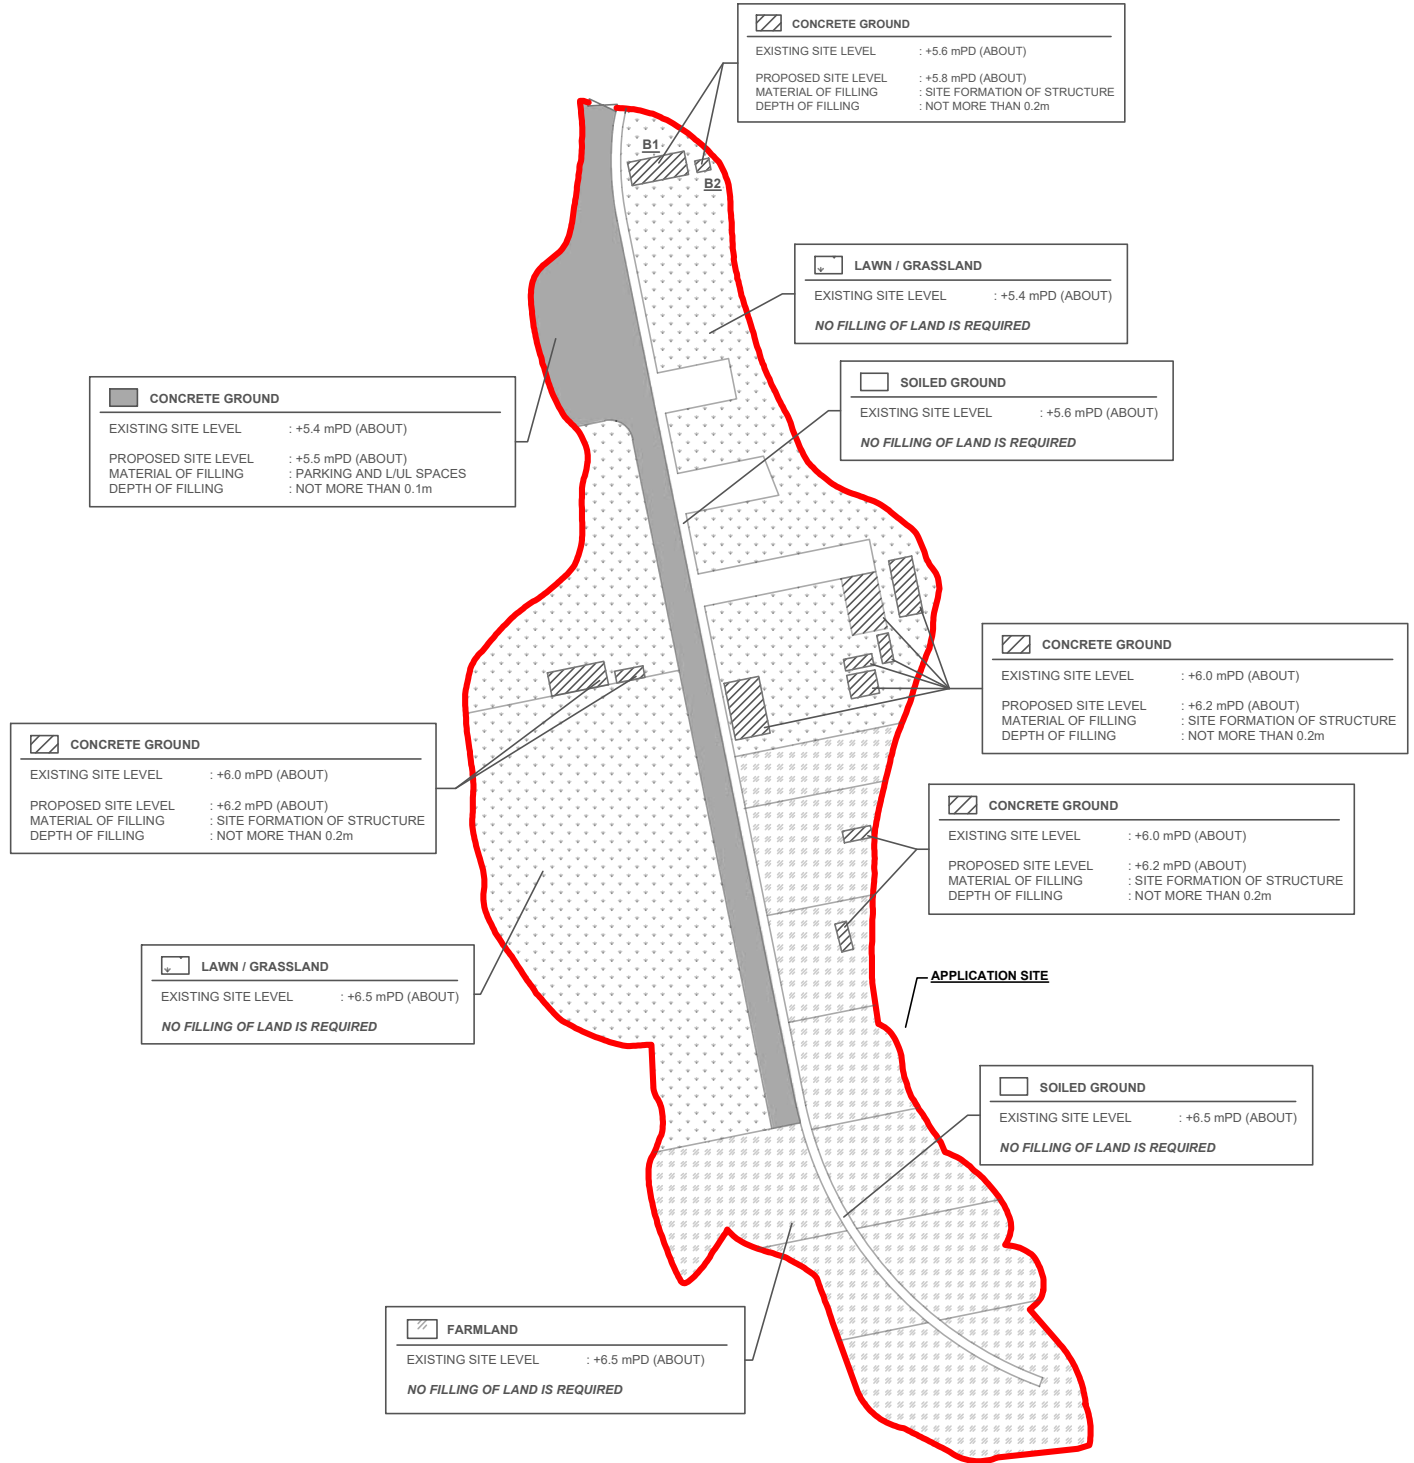 CONCRETE GROUND
EXISTING SITE LEVEL : +5.6 mPD (ABOUT)
PROPOSED SITE LEVEL : +5.8 mPD (ABOUT)
MATERIAL OF FILLING : SITE FORMATION OF STRUCTURE
DEPTH OF FILLING : NOT MORE THAN 0.2m
B1
B2
LAWN / GRASSLAND
EXISTING SITE LEVEL : +5.4 mPD (ABOUT)
NO FILLING OF LAND IS REQUIRED
SOILED GROUND
EXISTING SITE LEVEL : +5.6 mPD (ABOUT)
NO FILLING OF LAND IS REQUIRED
CONCRETE GROUND
EXISTING SITE LEVEL : +5.4 mPD (ABOUT)
PROPOSED SITE LEVEL : +5.5 mPD (ABOUT)
MATERIAL OF FILLING : PARKING AND L/UL SPACES
DEPTH OF FILLING : NOT MORE THAN 0.1m
CONCRETE GROUND
EXISTING SITE LEVEL : +6.0 mPD (ABOUT)
PROPOSED SITE LEVEL : +6.2 mPD (ABOUT)
MATERIAL OF FILLING : SITE FORMATION OF STRUCTURE
DEPTH OF FILLING : NOT MORE THAN 0.2m
CONCRETE GROUND
EXISTING SITE LEVEL : +6.0 mPD (ABOUT)
PROPOSED SITE LEVEL : +6.2 mPD (ABOUT)
MATERIAL OF FILLING : SITE FORMATION OF STRUCTURE
DEPTH OF FILLING : NOT MORE THAN 0.2m
CONCRETE GROUND
EXISTING SITE LEVEL : +6.0 mPD (ABOUT)
PROPOSED SITE LEVEL : +6.2 mPD (ABOUT)
MATERIAL OF FILLING : SITE FORMATION OF STRUCTURE
DEPTH OF FILLING : NOT MORE THAN 0.2m
LAWN / GRASSLAND
EXISTING SITE LEVEL : +6.5 mPD (ABOUT)
NO FILLING OF LAND IS REQUIRED
APPLICATION SITE
SOILED GROUND
EXISTING SITE LEVEL : +6.5 mPD (ABOUT)
NO FILLING OF LAND IS REQUIRED
FARMLAND
EXISTING SITE LEVEL : +6.5 mPD (ABOUT)
NO FILLING OF LAND IS REQUIRED